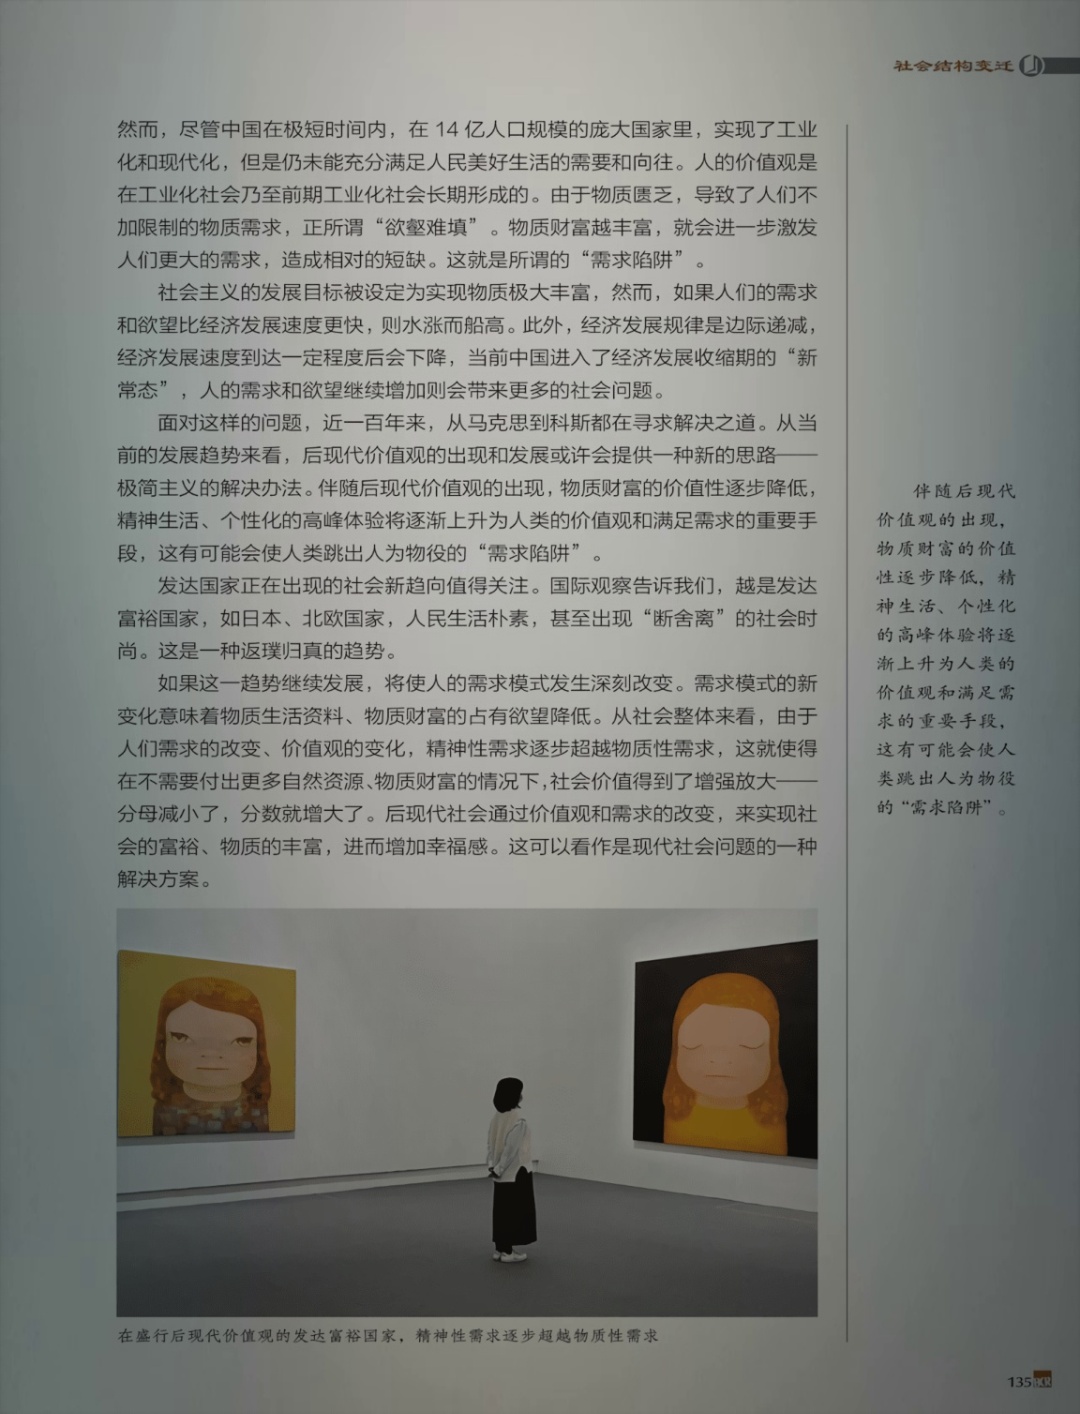 社会结构变迁
然而，尽管中国在极短时间内，在 14 亿人口规模的庞大国家里，实现了工业
化和现代化，但是仍未能充分满足人民美好生活的需要和向往。人的价值观是
在工业化社会乃至前期工业化社会长期形成的。由于物质匮乏，导致了人们不
加限制的物质需求，正所谓“欲壑难填”。物质财富越丰富，就会进一步激发
人们更大的需求，造成相对的短缺。这就是所谓的“需求陷阱”。
社会主义的发展目标被设定为实现物质极大丰富，然而，如果人们的需求
和欲望比经济发展速度更快，则水涨而船高。此外，经济发展规律是边际递减，
经济发展速度到达一定程度后会下降，当前中国进入了经济发展收缩期的“新
常态”，人的需求和欲望继续增加则会带来更多的社会问题。
面对这样的问题，近一百年来，从马克思到科斯都在寻求解决之道。从当
前的发展趋势来看，后现代价值观的出现和发展或许会提供一种新的思路——
极简主义的解决办法。伴随后现代价值观的出现，物质财富的价值性逐步降低，
精神生活、个性化的高峰体验将逐渐上升为人类的价值观和满足需求的重要手
段，这有可能会使人类跳出人为物役的“需求陷阱”。
发达国家正在出现的社会新趋向值得关注。国际观察告诉我们，越是发达
富裕国家，如日本、北欧国家，人民生活朴素，甚至出现“断舍离”的社会时
尚。这是一种返璞归真的趋势。
如果这一趋势继续发展，将使人的需求模式发生深刻改变。需求模式的新
变化意味着物质生活资料、物质财富的占有欲望降低。从社会整体来看，由于
人们需求的改变、价值观的变化，精神性需求逐步超越物质性需求，这就使得
在不需要付出更多自然资源、物质财富的情况下，社会价值得到了增强放大——
分母减小了，分数就增大了。后现代社会通过价值观和需求的改变，来实现社
会的富裕、物质的丰富，进而增加幸福感。这可以看作是现代社会问题的一种
解决方案。
伴随后现代
价值观的出现，
物质财富的价值
性逐步降低，精
神生活、个性化
的高峰体验将逐
渐上升为人类的
价值观和满足需
求的重要手段，
这有可能会使人
类跳出人为物役
的“需求陷阱”。
在盛行后现代价值观的发达富裕国家，精神性需求逐步超越物质性需求
135